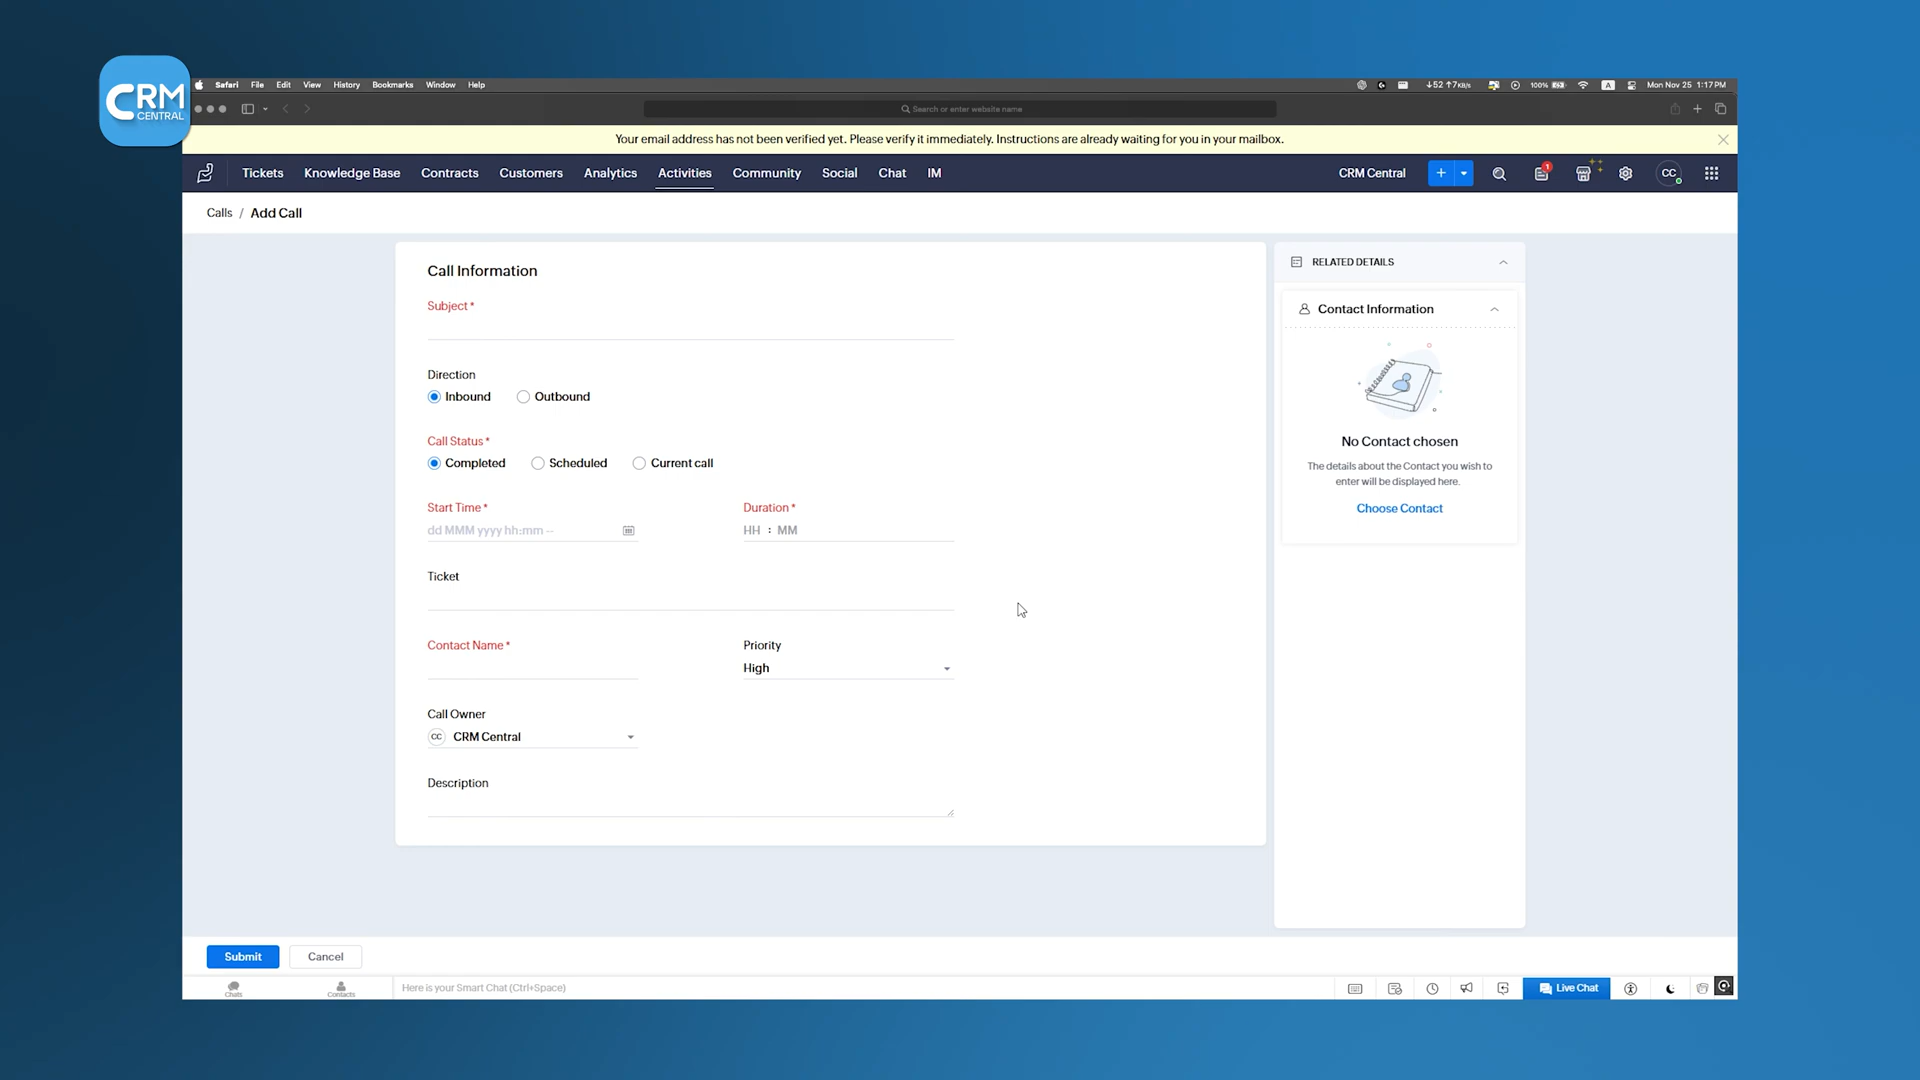 CRM
CENTRAL
Safari File Edit View History Bookmarks Window Help
↓52 ↑7KB/s 100% A Mon Nov 25 1:17PM
Search or enter website name
Your email address has not been verified yet. Please verify it immediately. Instructions are already waiting for you in your mailbox.
Tickets Knowledge Base Contracts Customers Analytics Activities Community Social Chat IM CRM Central + 1 CC
Calls / Add Call
Call Information
Subject *
Direction
Inbound Outbound
Call Status *
Completed Scheduled Current call
Start Time * Duration *
dd MMM yyyy hh:mm -- HH : MM
Ticket
Contact Name * Priority
High
Call Owner
CC CRM Central
Description
RELATED DETAILS
Contact Information
No Contact chosen
The details about the Contact you wish to
enter will be displayed here.
Choose Contact
Submit Cancel
Chats Contacts Here is your Smart Chat (Ctrl+Space) Live Chat